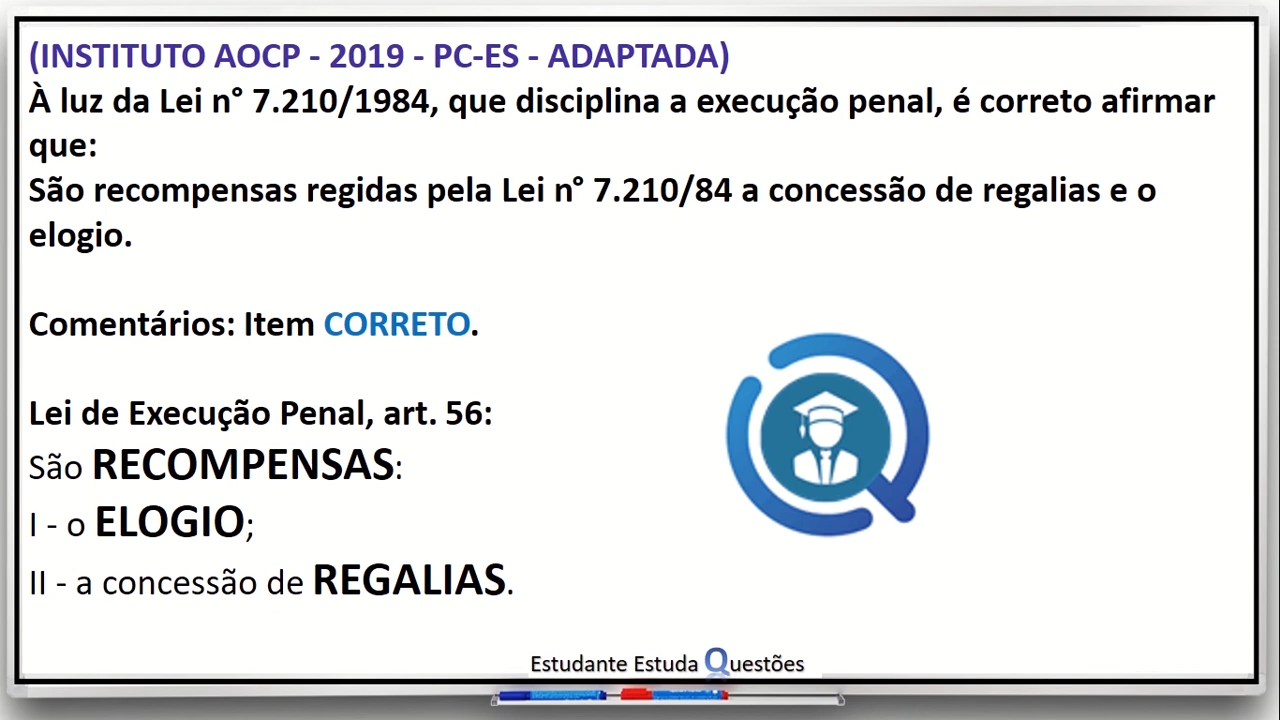 (INSTITUTO AOCP - 2019 - PC-ES - ADAPTADA)
À luz da Lei n° 7.210/1984, que disciplina a execução penal, é correto afirmar
que:
São recompensas regidas pela Lei n° 7.210/84 a concessão de regalias e o
elogio.
Comentários: Item CORRETO.
Lei de Execução Penal, art. 56:
São RECOMPENSAS:
I - o ELOGIO;
II - a concessão de REGALIAS.
Estudante Estuda Questões